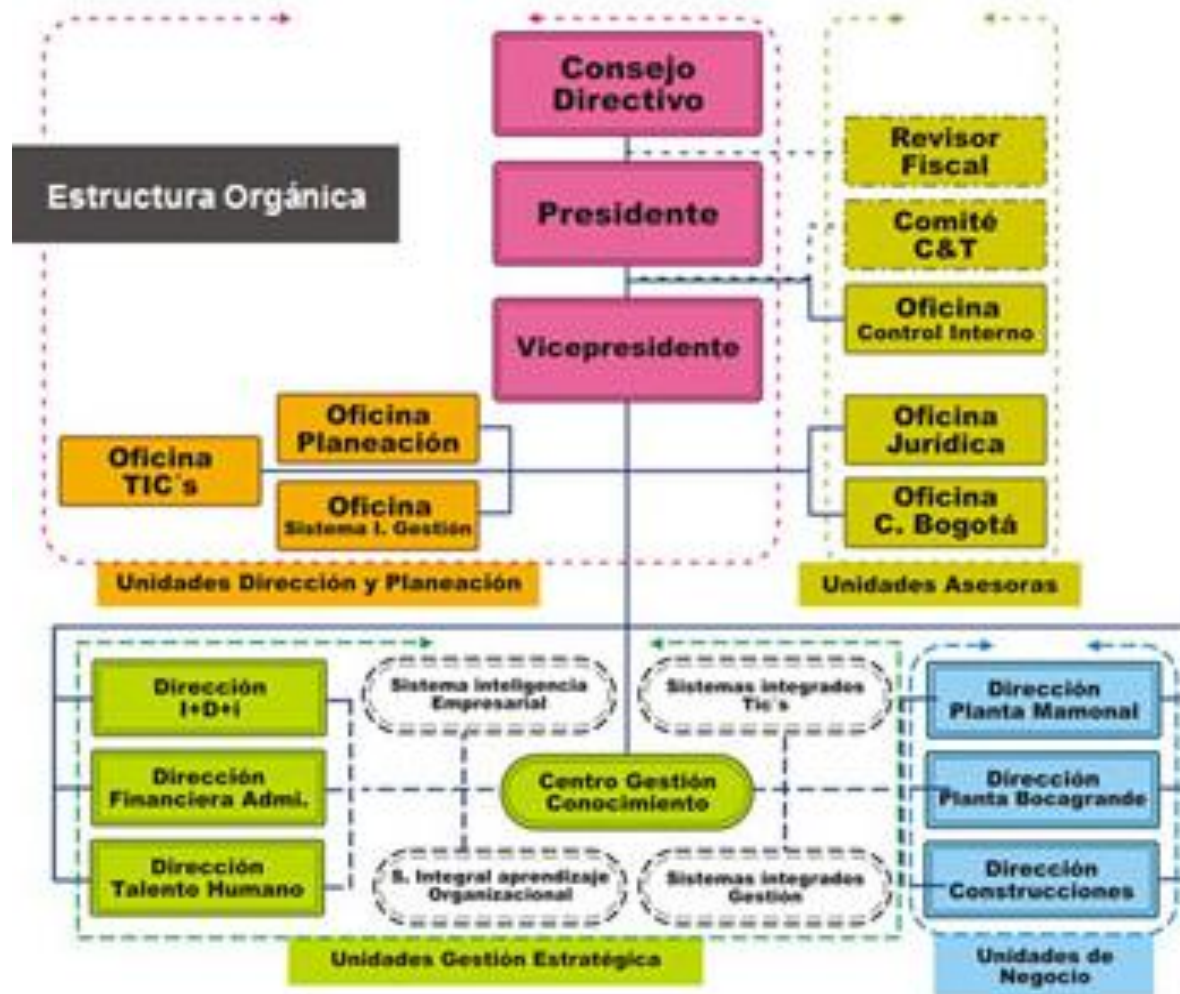 Consejo
Directivo
Revisor
Fiscal
Estructura Orgánica
Presidente
Comité
C&T
Oficina
Control Interno
Vicepresidente
Oficina
Planeación
Oficina
Jurídica
Oficina
TIC´s
Oficina
Sistema I. Gestión
Oficina
C. Bogotá
Unidades Dirección y Planeación
Unidades Asesoras
Dirección
I+D+i
Sistema inteligencia
Empresarial
Sistemas integrados
Tic´s
Dirección
Planta Mamonal
Dirección
Financiera Admi.
Centro Gestión
Conocimiento
Dirección
Planta Bocagrande
Dirección
Talento Humano
S. Integral aprendizaje
Organizacional
Sistemas integrados
Gestión
Dirección
Construcciones
Unidades Gestión Estratégica
Unidades de
Negocio